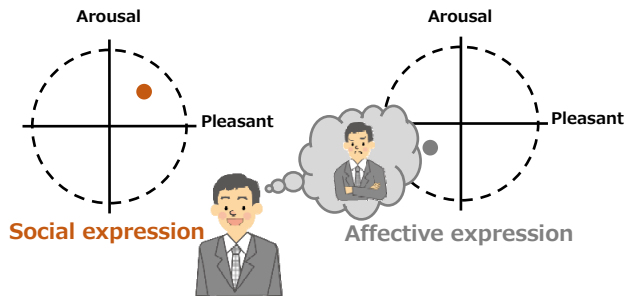 Arousal
Pleasant
Social expression
Arousal
Pleasant
Affective expression